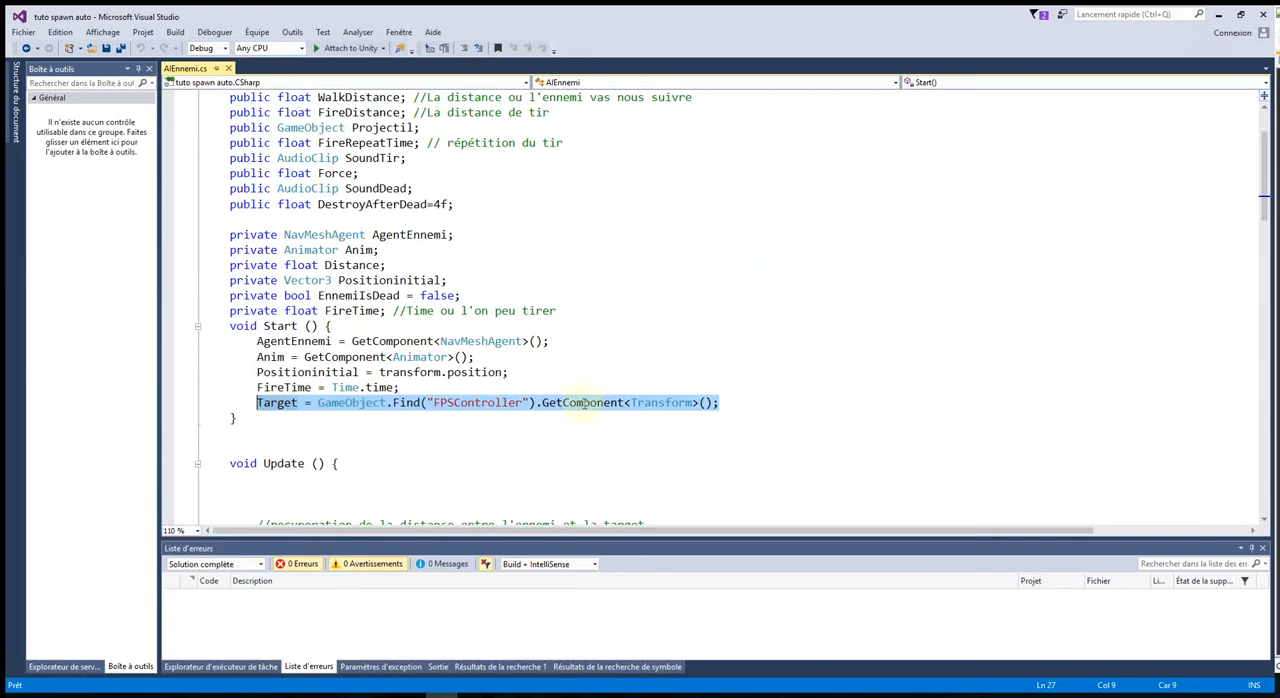 tuto spawn auto - Microsoft Visual Studio
2
Lancement rapide (Ctrl+Q)
Fichier Edition Affichage Projet Build Déboguer Équipe Outils Test Analyser Fenêtre Aide
Connexion
Debug Any CPU Attach to Unity
Structure du document
Boîte à outils
Rechercher dans la Boîte à out
Général
Il n'existe aucun contrôle
utilisable dans ce groupe. Faites
glisser un élément ici pour
l'ajouter à la boîte à outils.
AIEnnemi.cs
tuto spawn auto.CSharp AIEnnemi Start()
public float WalkDistance; //La distance ou l'ennemi vas nous suivre
public float FireDistance; //La distance de tir
public GameObject Projectil;
public float FireRepeatTime; // répétition du tir
public AudioClip SoundTir;
public float Force;
public AudioClip SoundDead;
public float DestroyAfterDead=4f;
private NavMeshAgent AgentEnnemi;
private Animator Anim;
private float Distance;
private Vector3 Positioninitial;
private bool EnnemiIsDead = false;
private float FireTime; //Time ou l'on peu tirer
void Start () {
AgentEnnemi = GetComponent<NavMeshAgent>();
Anim = GetComponent<Animator>();
Positioninitial = transform.position;
FireTime = Time.time;
Target = GameObject.Find("FPSController").GetComponent<Transform>();
}
void Update () {
//recuperation de la distance entre l'ennemi et la target
110 %
Liste d'erreurs
Solution complète 0 Erreurs 0 Avertissements 0 Messages Build + IntelliSense
Rechercher dans la liste des err
Code Description Projet Fichier Li... État de la supp...
Explorateur de serv... Boîte à outils
Explorateur d'exécuteur de tâche Liste d'erreurs Paramètres d'exception Sortie Résultats de la recherche 1 Résultats de la recherche de symbole
Prêt Ln 27 Col 9 Car 9 INS